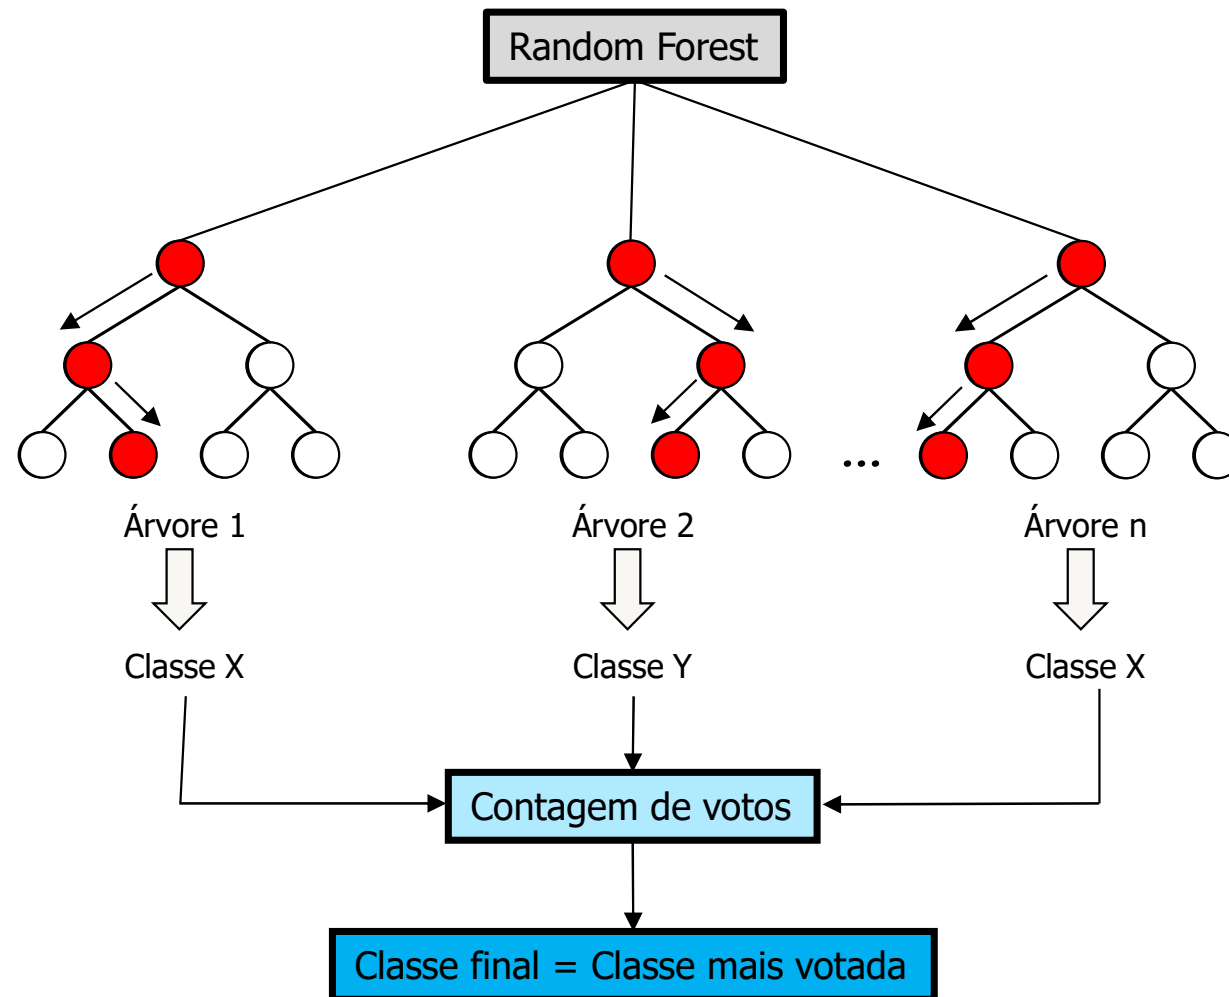 Random Forest
...
Árvore 1
Árvore 2
Árvore n
Classe X
Classe Y
Classe X
Contagem de votos
Classe final = Classe mais votada